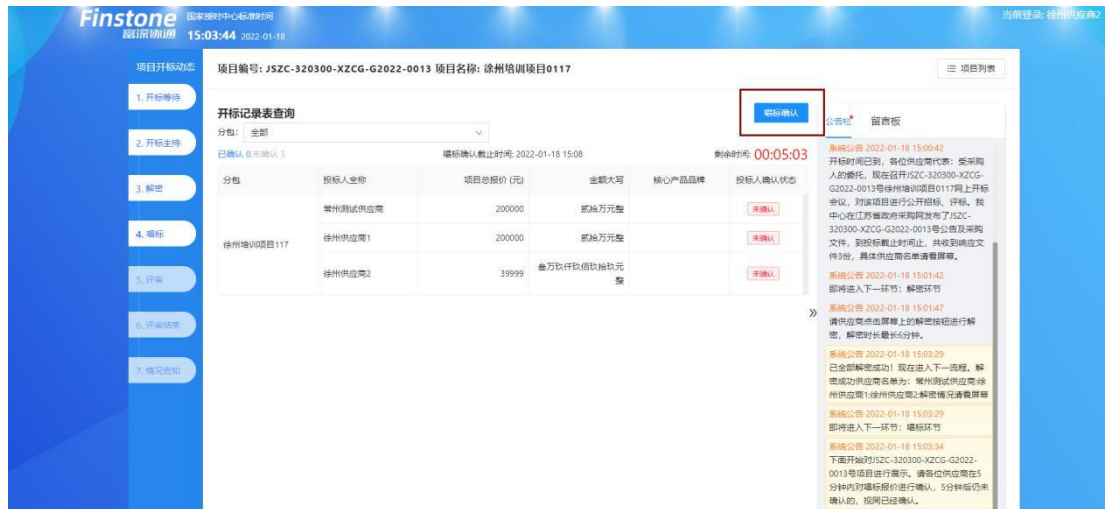 Finstone
富深协通
国家授时中心标准时间
15:03:44 2022-01-18
当前登录: 徐州供应商2
项目开标动态
1. 开标等待
2. 开标主持
3. 解密
4. 唱标
5. 评审
6. 评审结束
7. 情况告知
项目编号: JSZC-320300-XZCG-G2022-0013 项目名称: 徐州培训项目0117
项目列表
开标记录表查询
唱标确认
分包: 全部
已确认 0,未确认 3
唱标确认截止时间: 2022-01-18 15:08
剩余时间: 00:05:03
分包 投标人全称 项目总报价 (元) 金额大写 核心产品品牌 投标人确认状态
徐州培训项目117
常州测试供应商 200000 贰拾万元整 未确认
徐州供应商1 200000 贰拾万元整 未确认
徐州供应商2 39999 叁万玖仟玖佰玖拾玖元
整 未确认
»
公告栏 留言板
系统公告 2022-01-18 15:00:42
开标时间已到，各位供应商代表：受采购
人的委托，现在召开JSZC-320300-XZCG-
G2022-0013号徐州培训项目0117网上开标
会议，对该项目进行公开招标、评标。我
中心在江苏省政府采购网发布了JSZC-
320300-XZCG-G2022-0013号公告及采购
文件，到投标截止时间止，共收到响应文
件3份，具体供应商名单请看屏幕。
系统公告 2022-01-18 15:01:42
即将进入下一环节：解密环节
系统公告 2022-01-18 15:01:47
请供应商点击屏幕上的解密按钮进行解
密，解密时长最长6分钟。
系统公告 2022-01-18 15:03:29
已全部解密成功！现在进入下一流程。解
密成功供应商名单为：常州测试供应商;徐
州供应商1;徐州供应商2;解密情况请看屏幕
系统公告 2022-01-18 15:03:29
即将进入下一环节：唱标环节
系统公告 2022-01-18 15:03:34
下面开始对JSZC-320300-XZCG-G2022-
0013号项目进行展示。请各位供应商在5
分钟内对唱标报价进行确认，5分钟后仍未
确认的，视同已经确认。